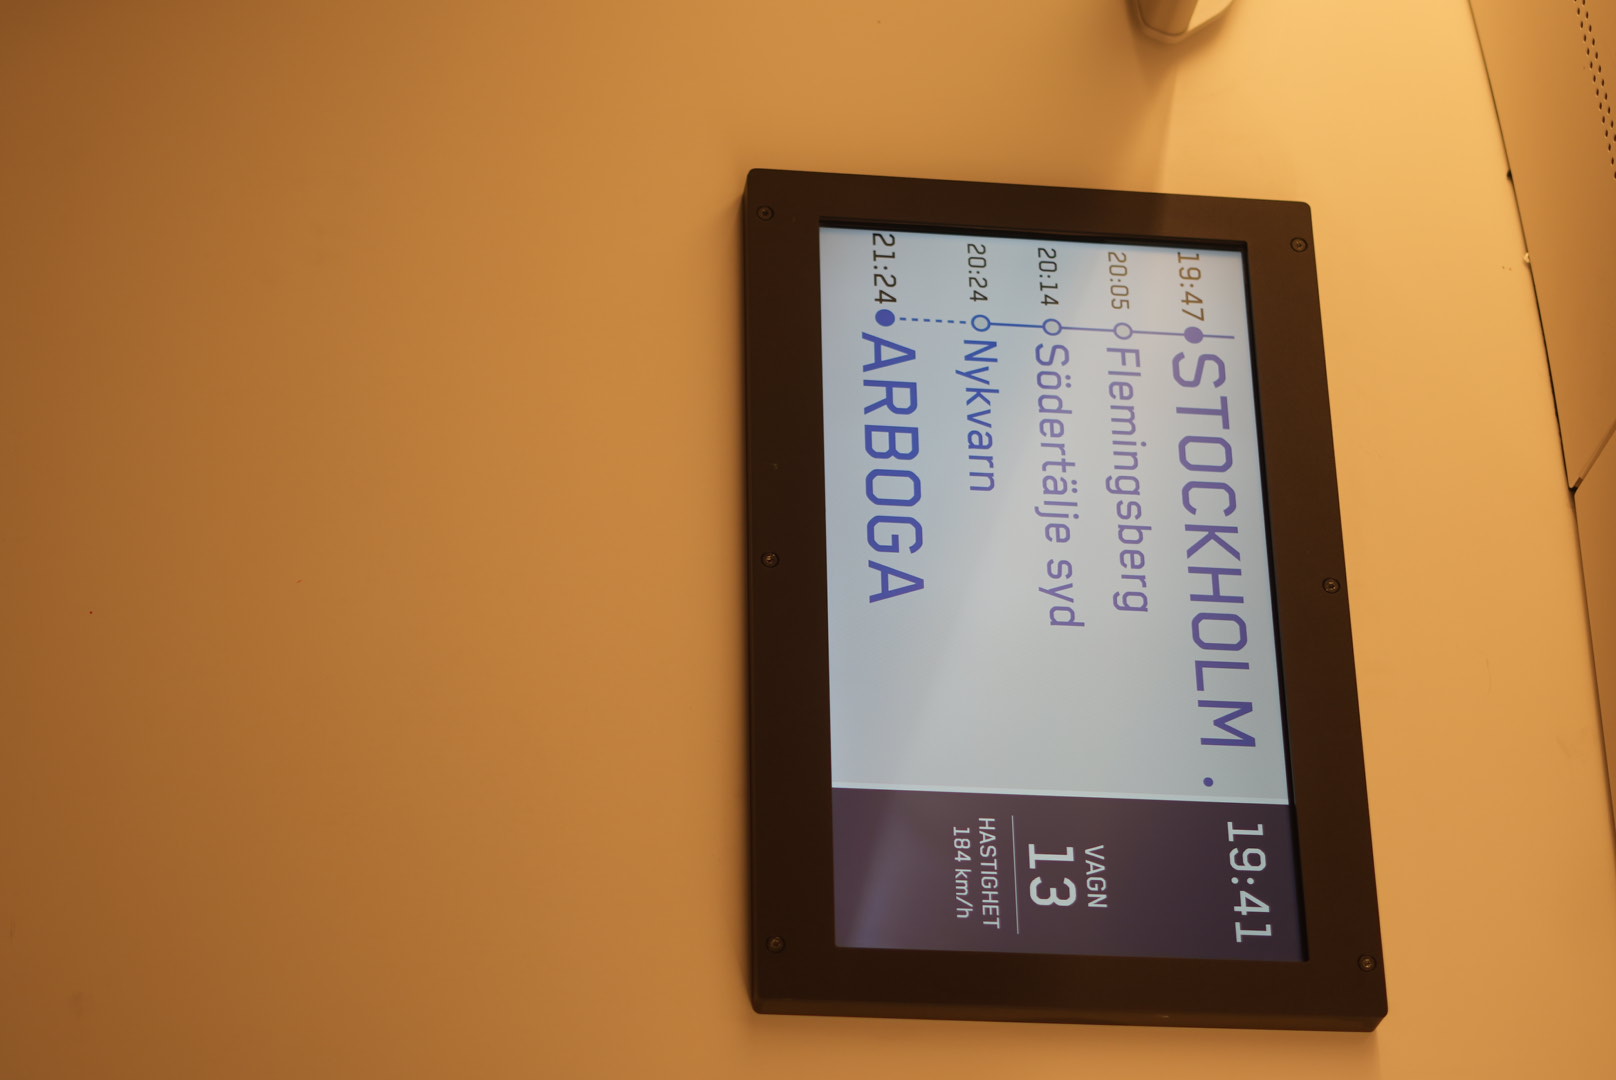 19:47 STOCKHOLM .
20:05 Flemingsberg
20:14 Södertälje syd
20:24 Nykvarn
21:24 ARBOGA
19:41
VAGN
13
HASTIGHET
184 km/h